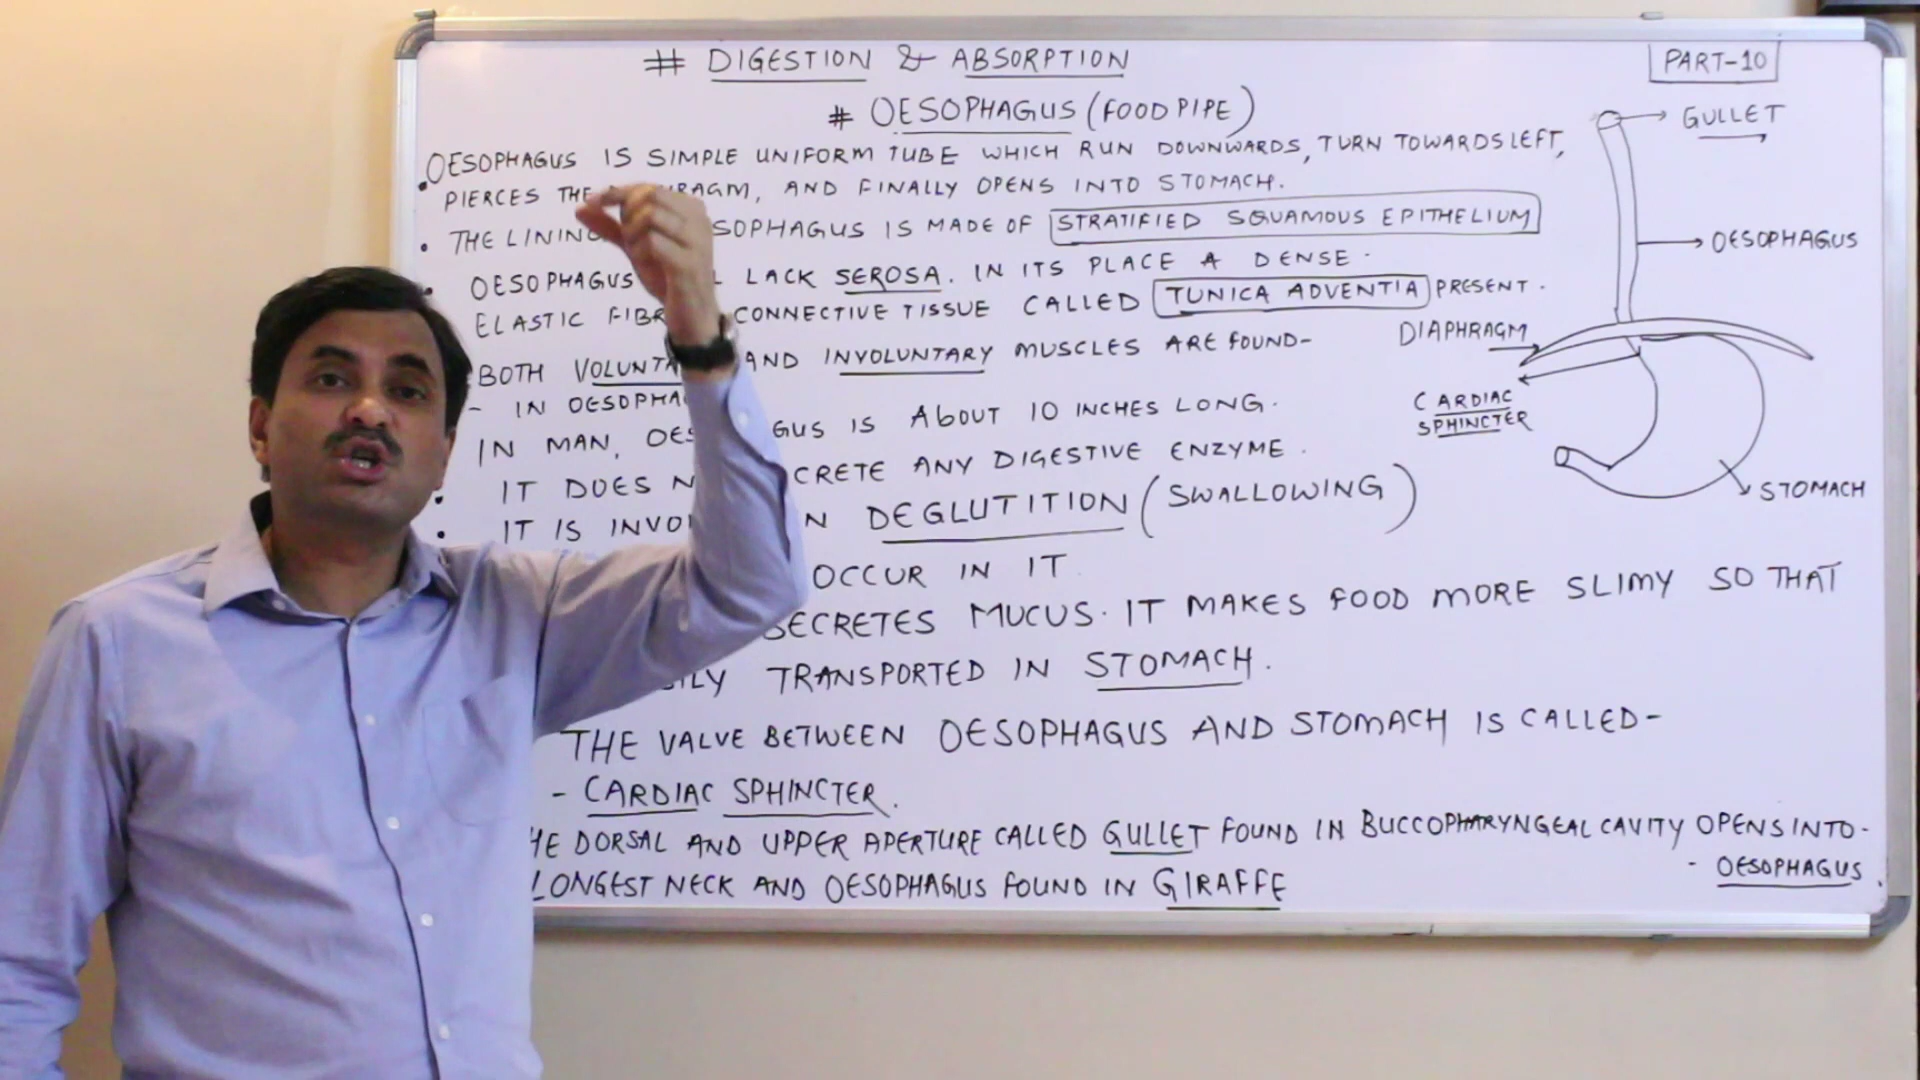 # DIGESTION & ABSORPTION
PART-10
# OESOPHAGUS (FOOD PIPE)
• OESOPHAGUS IS SIMPLE UNIFORM TUBE WHICH RUN DOWNWARDS, TURN TOWARDS LEFT,
PIERCES THE RAGM, AND FINALLY OPENS INTO STOMACH.
• THE LINING SOPHAGUS IS MADE OF STRATIFIED SQUAMOUS EPITHELIUM
• OESOPHAGUS L LACK SEROSA. IN ITS PLACE A DENSE
ELASTIC FIBR CONNECTIVE TISSUE CALLED TUNICA ADVENTIA PRESENT.
BOTH VOLUNTA AND INVOLUNTARY MUSCLES ARE FOUND-
- IN OESOPHA
IN MAN, OES GUS IS ABOUT 10 INCHES LONG.
• IT DOES N CRETE ANY DIGESTIVE ENZYME.
• IT IS INVO N DEGLUTITION (SWALLOWING)
OCCUR IN IT
SECRETES MUCUS. IT MAKES FOOD MORE SLIMY SO THAT
ILY TRANSPORTED IN STOMACH.
THE VALVE BETWEEN OESOPHAGUS AND STOMACH IS CALLED-
- CARDIAC SPHINCTER.
HE DORSAL AND UPPER APERTURE CALLED GULLET FOUND IN BUCCOPHARYNGEAL CAVITY OPENS INTO-
- OESOPHAGUS.
LONGEST NECK AND OESOPHAGUS FOUND IN GIRAFFE
GULLET
OESOPHAGUS
DIAPHRAGM
CARDIAC
SPHINCTER
STOMACH